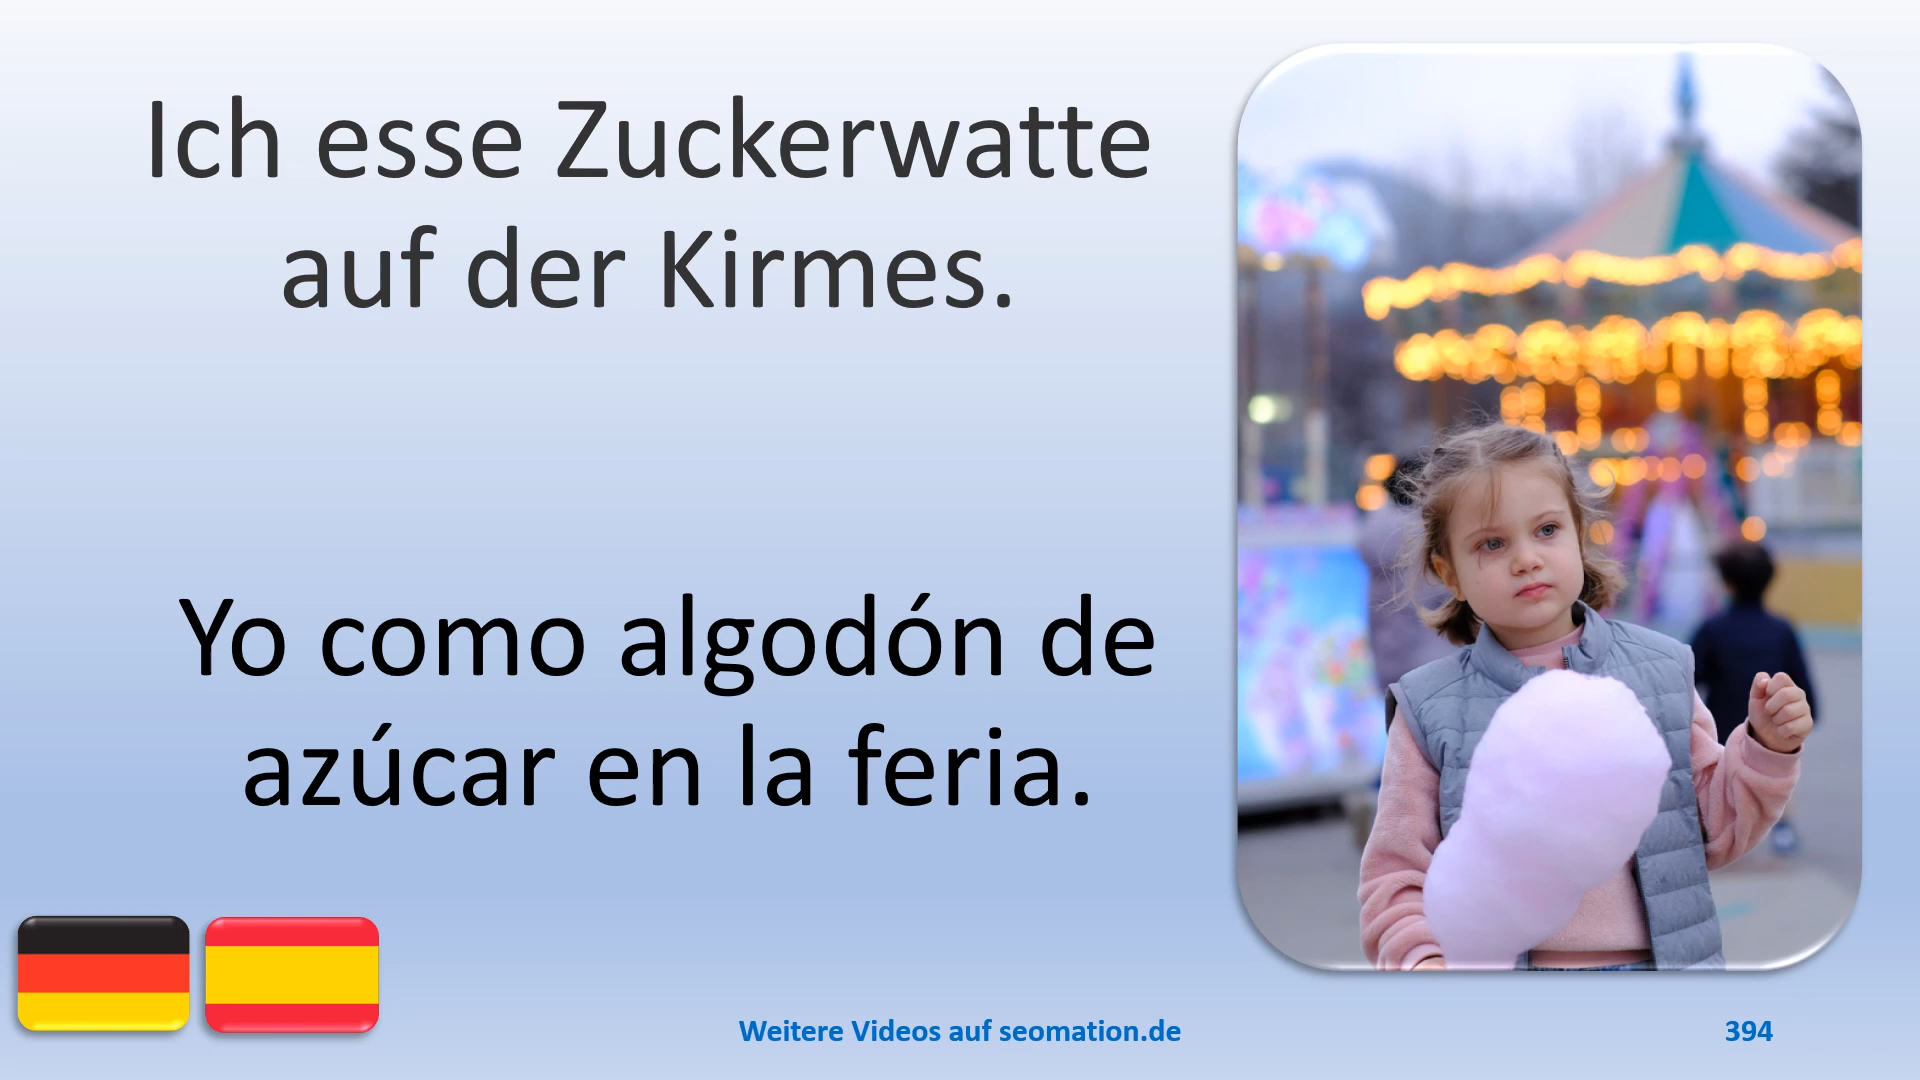 Ich esse Zuckerwatte
auf der Kirmes.
Yo como algodón de
azúcar en la feria.
Weitere Videos auf seomation.de
394